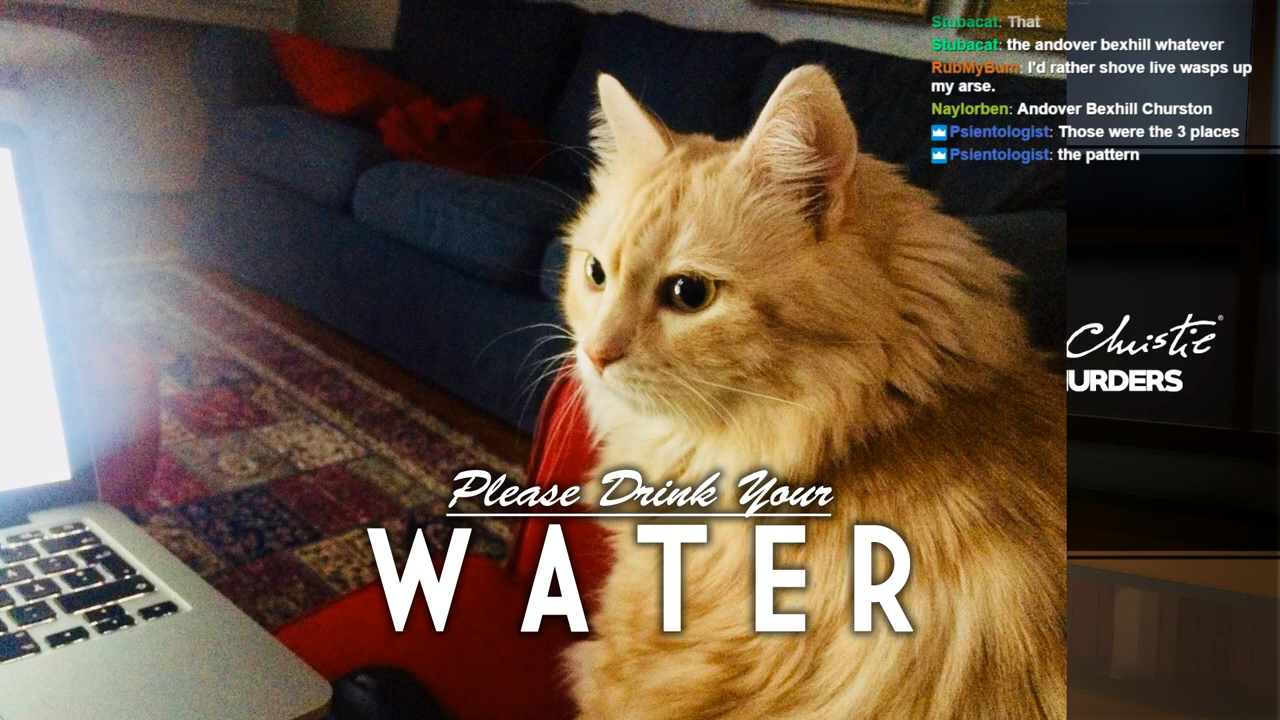 Stubacat: That
Stubacat: the andover bexhill whatever
RubMyBum: I'd rather shove live wasps up
my arse.
Naylorben: Andover Bexhill Churston
Psientologist: Those were the 3 places
Psientologist: the pattern
Christie®
URDERS
Please Drink Your
WATER